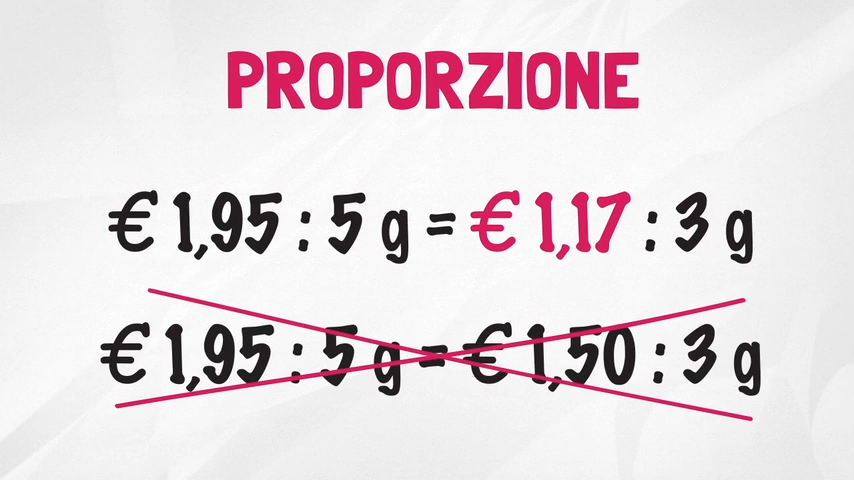 PROPORZIONE
€ 1,95 : 5 g = € 1,17 : 3 g
€ 1,95 : 5 g = € 1,50 : 3 g